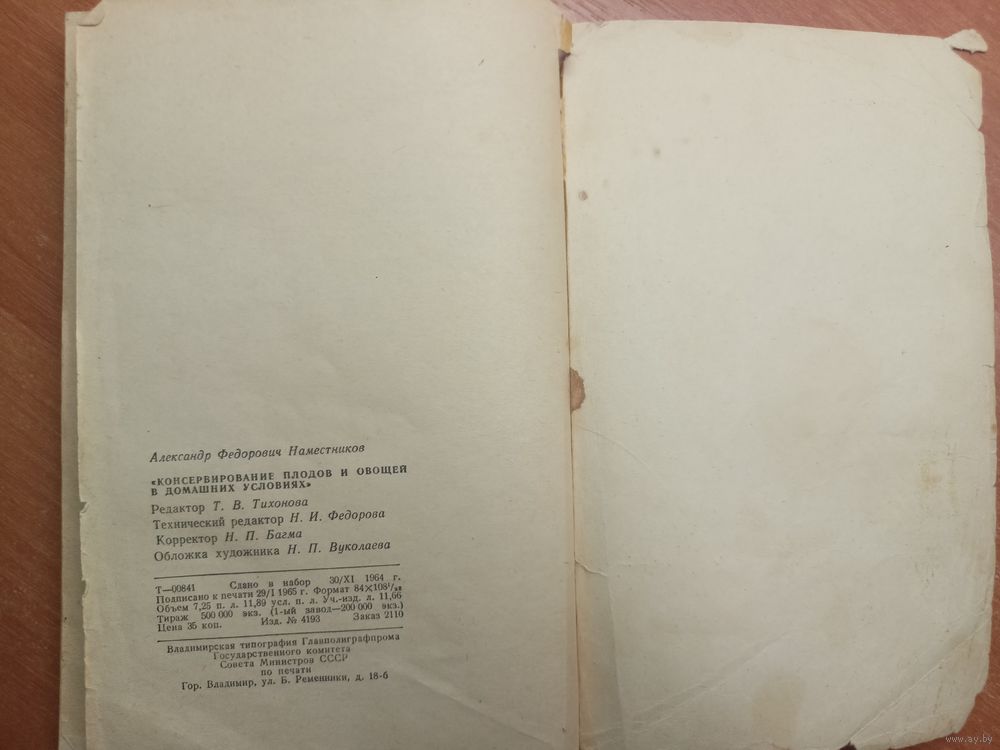 Александр Федорович Наместников
«КОНСЕРВИРОВАНИЕ ПЛОДОВ И ОВОЩЕЙ
В ДОМАШНИХ УСЛОВИЯХ»
Редактор Т. В. Тихонова
Технический редактор Н. И. Федорова
Корректор Н. П. Багма
Обложка художника Н. П. Вуколаева
Т—00841 Сдано в набор 30/XI 1964 г.
Подписано к печати 29/I 1965 г. Формат 84×108¹/₃₂
Объем 7,25 п. л. 11,89 усл. п. л. Уч.-изд. л. 11,66
Тираж 500 000 экз. (1-ый завод—200 000 экз.)
Цена 35 коп. Изд. № 4193 Заказ 2110
Владимирская типография Главполиграфпрома
Государственного комитета
Совета Министров СССР
по печати
Гор. Владимир, ул. Б. Ременники, д. 18-б
www.ay.by